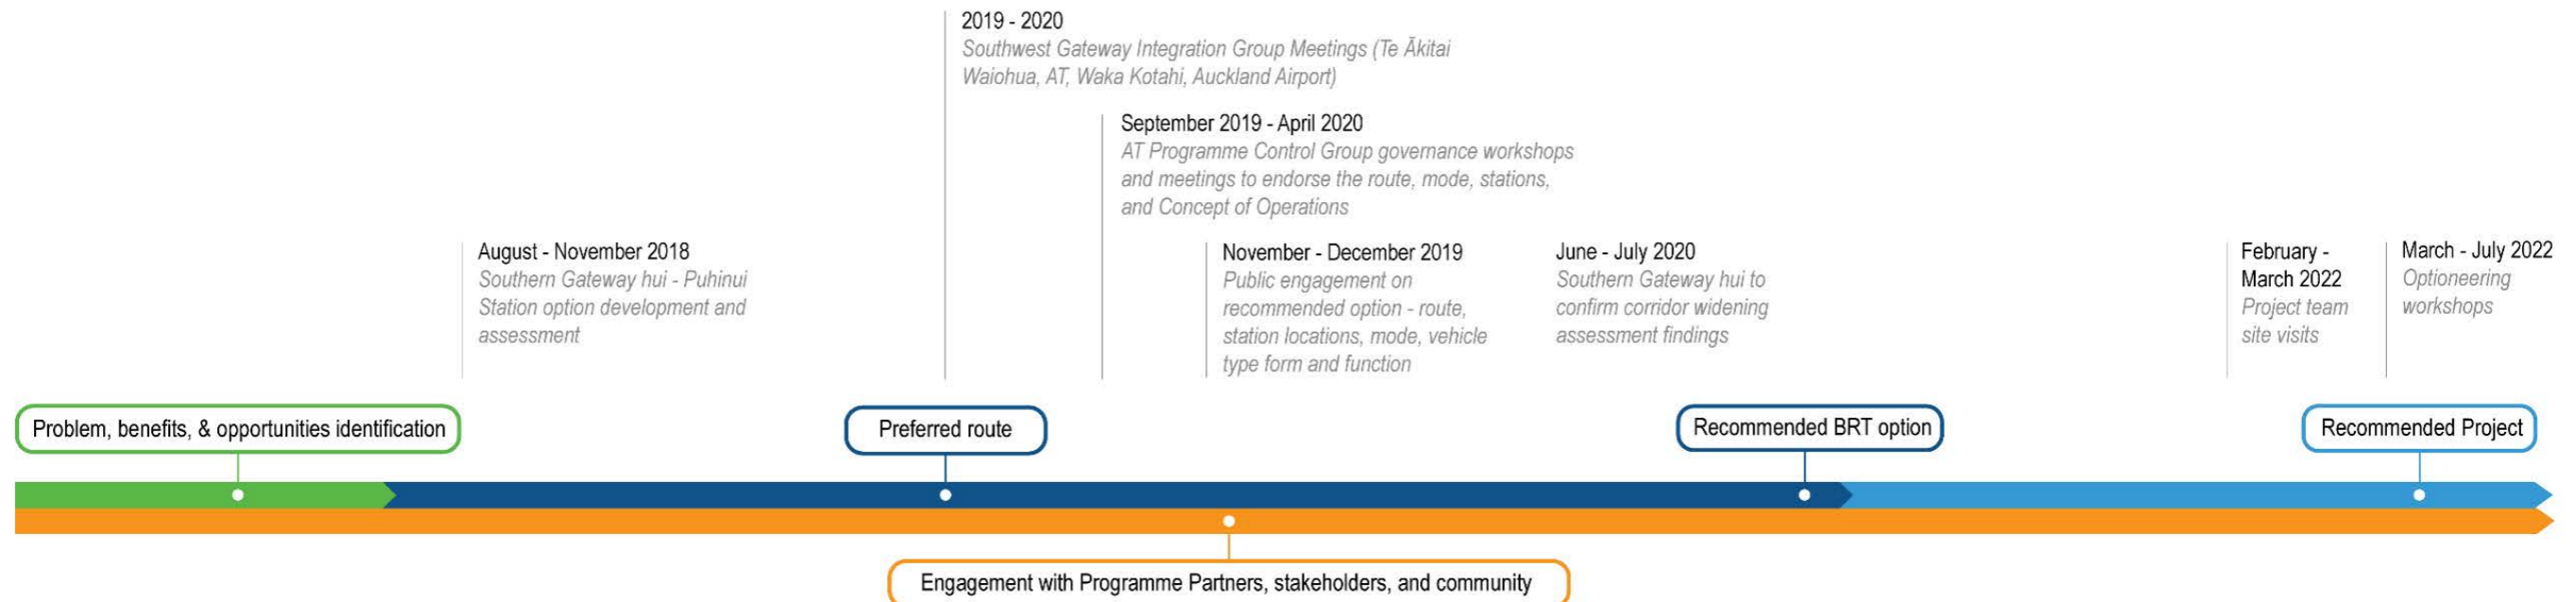 2019 - 2020
Southwest Gateway Integration Group Meetings (Te Ākitai
Waiohua, AT, Waka Kotahi, Auckland Airport)
September 2019 - April 2020
AT Programme Control Group governance workshops
and meetings to endorse the route, mode, stations,
and Concept of Operations
August - November 2018
Southern Gateway hui - Puhinui
Station option development and
assessment
November - December 2019
Public engagement on
recommended option - route,
station locations, mode, vehicle
type form and function
June - July 2020
Southern Gateway hui to
confirm corridor widening
assessment findings
February -
March 2022
Project team
site visits
March - July 2022
Optioneering
workshops
Problem, benefits, & opportunities identification
Preferred route
Recommended BRT option
Recommended Project
Engagement with Programme Partners, stakeholders, and community